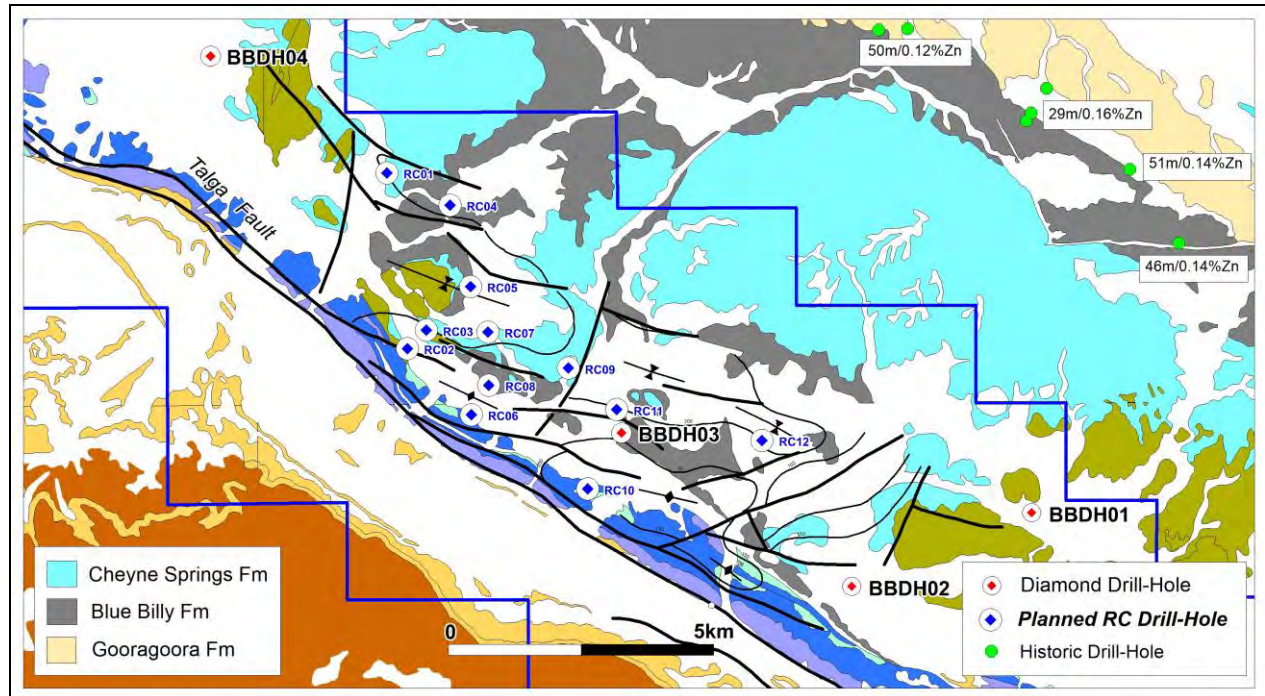 BBDH04
50m/0.12%Zn
29m/0.16%Zn
51m/0.14%Zn
46m/0.14%Zn
Talga Fault
RC01
RC04
RC05
RC03
RC07
RC02
RC09
RC08
RC11
RC06
BBDH03
RC12
RC10
BBDH01
BBDH02
Cheyne Springs Fm
Blue Billy Fm
Gooragoora Fm
0 5km
Diamond Drill-Hole
Planned RC Drill-Hole
Historic Drill-Hole